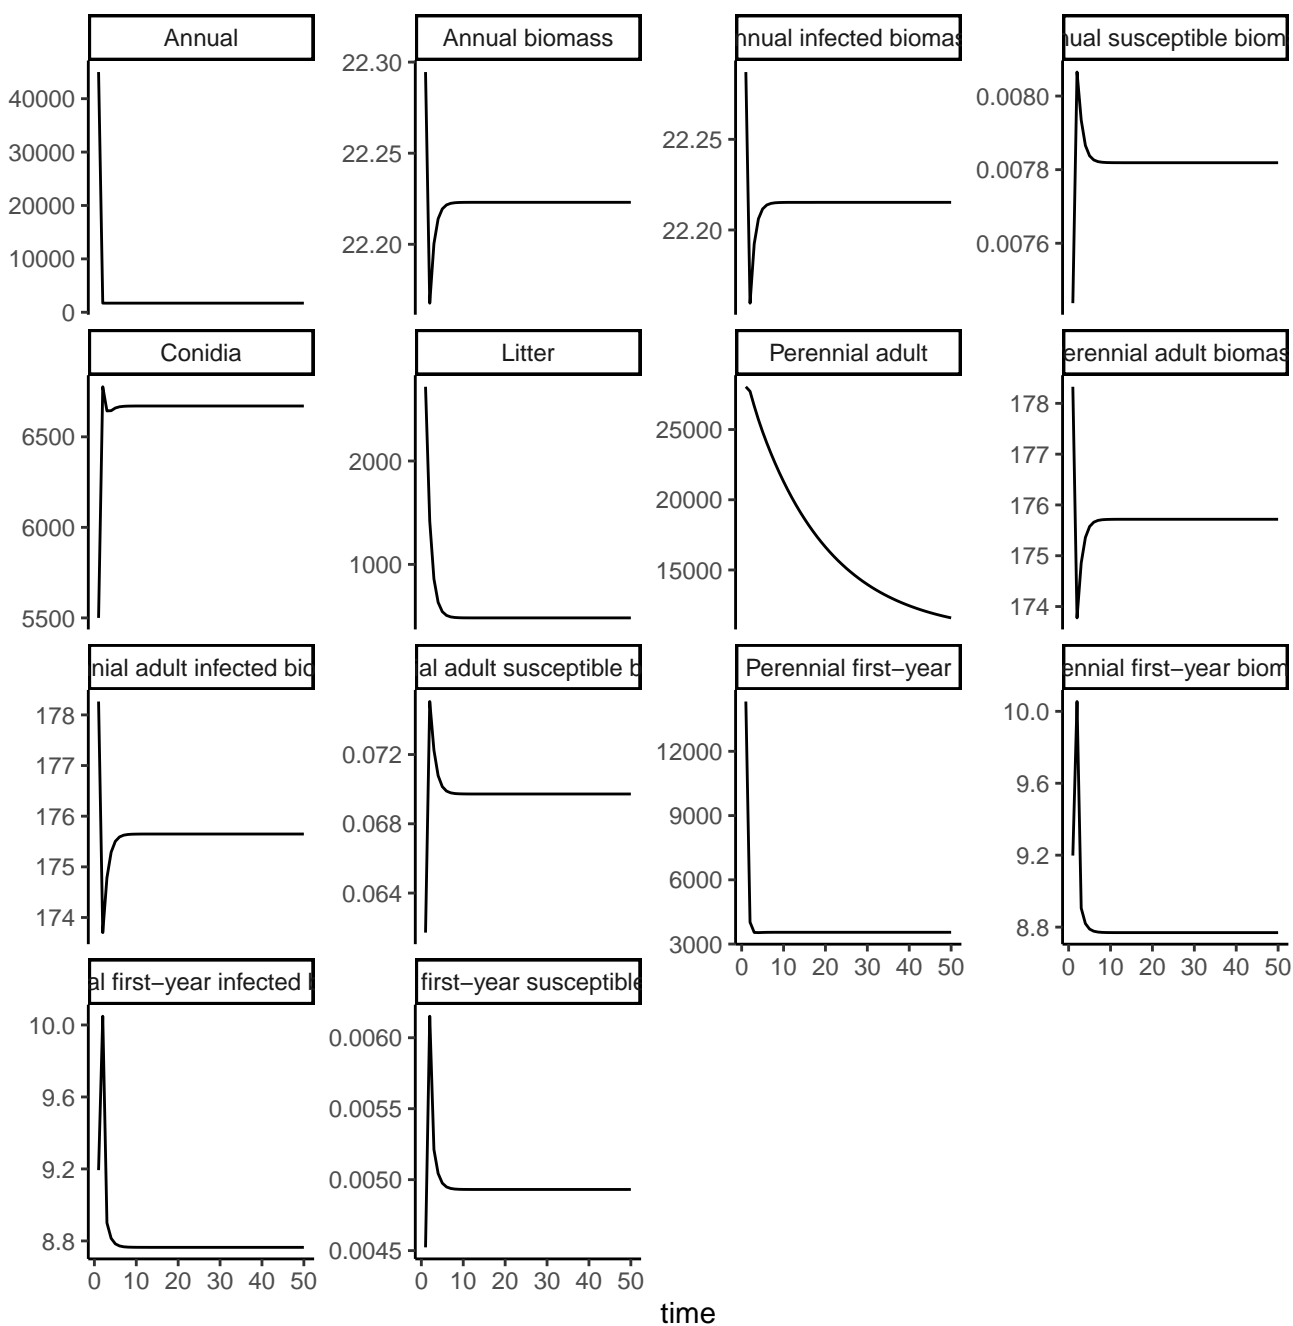 Annual
Annual biomass
nnual infected biomas
nual susceptible biom
40000
30000
20000
10000
0
22.30
22.25
22.20
22.25
22.20
0.0080
0.0078
0.0076
Conidia
Litter
Perennial adult
erennial adult biomas
6500
6000
5500
2000
1000
25000
20000
15000
178
177
176
175
174
nial adult infected bio
al adult susceptible b
Perennial first−year
ennial first−year biom
178
177
176
175
174
0.072
0.068
0.064
12000
9000
6000
3000
0 10 20 30 40 50
10.0
9.6
9.2
8.8
0 10 20 30 40 50
al first−year infected b
first−year susceptible
10.0
9.6
9.2
8.8
0 10 20 30 40 50
0.0060
0.0055
0.0050
0.0045
0 10 20 30 40 50
time